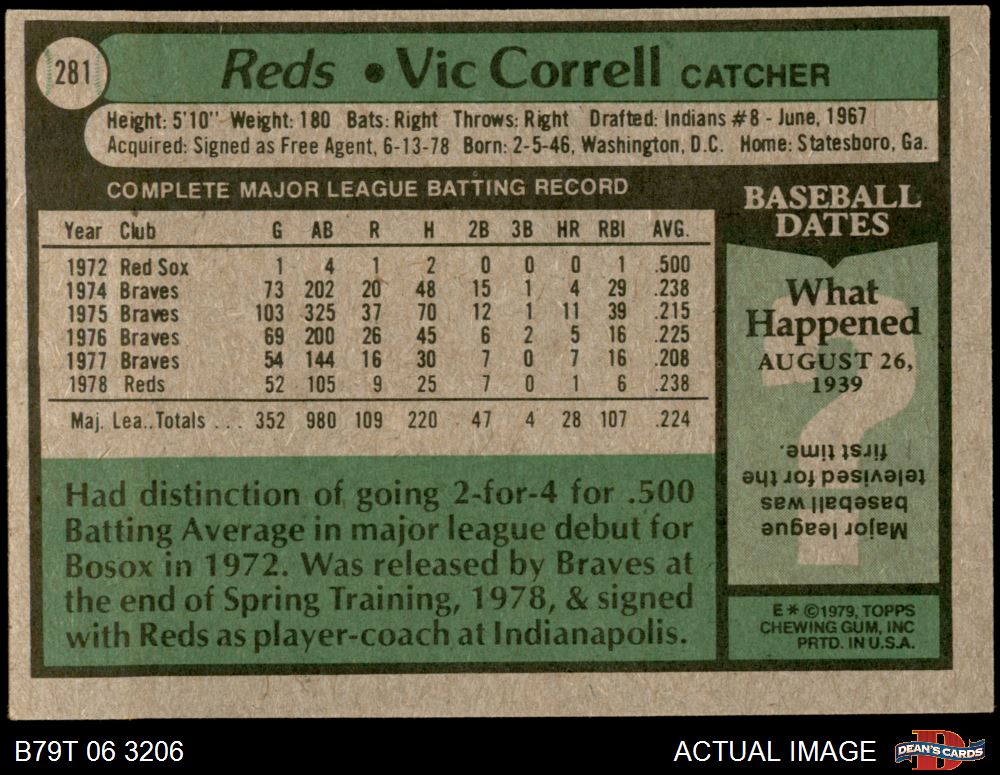 281
Reds • Vic Correll CATCHER
Height: 5'10" Weight: 180 Bats: Right Throws: Right Drafted: Indians #8 - June, 1967
Acquired: Signed as Free Agent, 6-13-78 Born: 2-5-46, Washington, D.C. Home: Statesboro, Ga.
COMPLETE MAJOR LEAGUE BATTING RECORD
Year Club G AB R H 2B 3B HR RBI AVG.
1972 Red Sox 1 4 1 2 0 0 0 1 .500
1974 Braves 73 202 20 48 15 1 4 29 .238
1975 Braves 103 325 37 70 12 1 11 39 .215
1976 Braves 69 200 26 45 6 2 5 16 .225
1977 Braves 54 144 16 30 7 0 7 16 .208
1978 Reds 52 105 9 25 7 0 1 6 .238
Maj. Lea..Totals ... 352 980 109 220 47 4 28 107 .224
Had distinction of going 2-for-4 for .500
Batting Average in major league debut for
Bosox in 1972. Was released by Braves at
the end of Spring Training, 1978, & signed
with Reds as player-coach at Indianapolis.
BASEBALL
DATES
What
Happened
AUGUST 26,
1939
Major league
baseball was
televised for the
first time.
E* ©1979, TOPPS
CHEWING GUM, INC
PRTD. IN U.S.A.
B79T 06 3206
ACTUAL IMAGE
D
DEAN'S CARDS